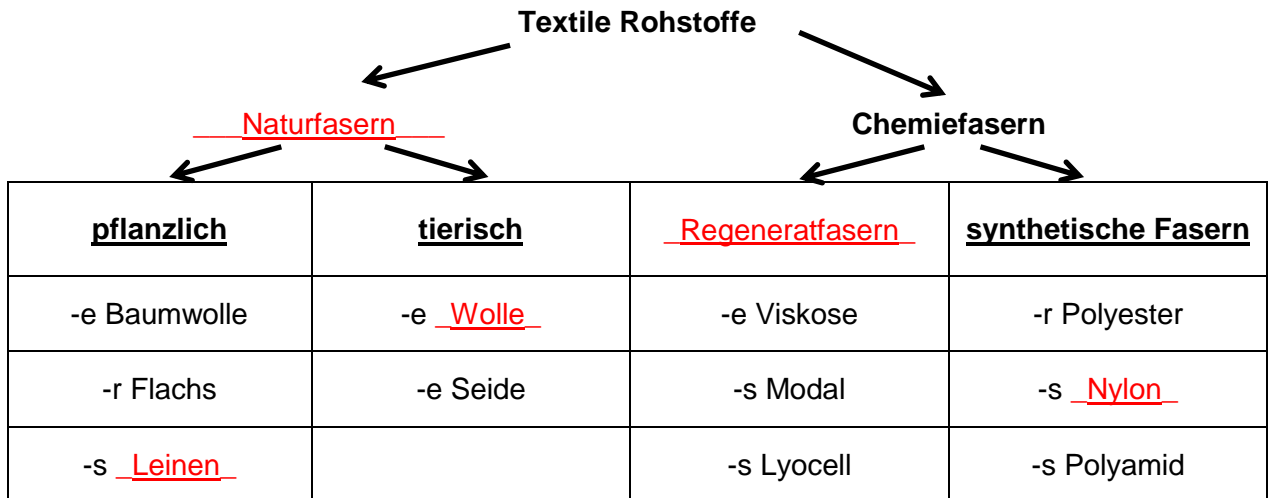 Textile Rohstoffe
___Naturfasern___ Chemiefasern
pflanzlich tierisch _Regeneratfasern_ synthetische Fasern
-e Baumwolle -e _Wolle_ -e Viskose -r Polyester
-r Flachs -e Seide -s Modal -s _Nylon_
-s _Leinen_ -s Lyocell -s Polyamid